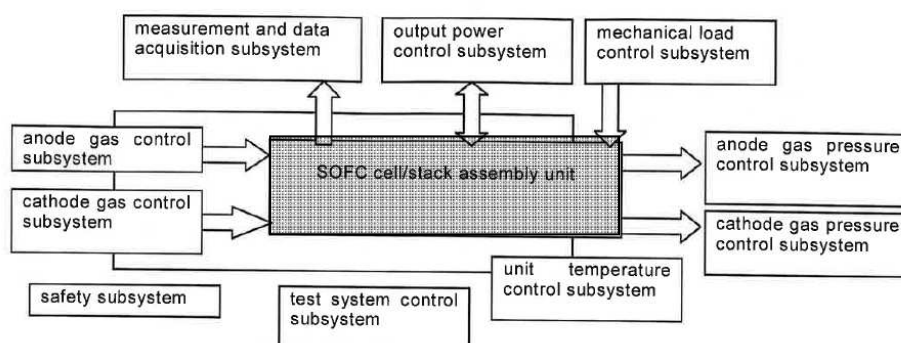 measurement and data
acquisition subsystem
output power
control subsystem
mechanical load
control subsystem
anode gas control
subsystem
SOFC cell/stack assembly unit
anode gas pressure
control subsystem
cathode gas control
subsystem
cathode gas pressure
control subsystem
unit temperature
control subsystem
safety subsystem
test system control
subsystem